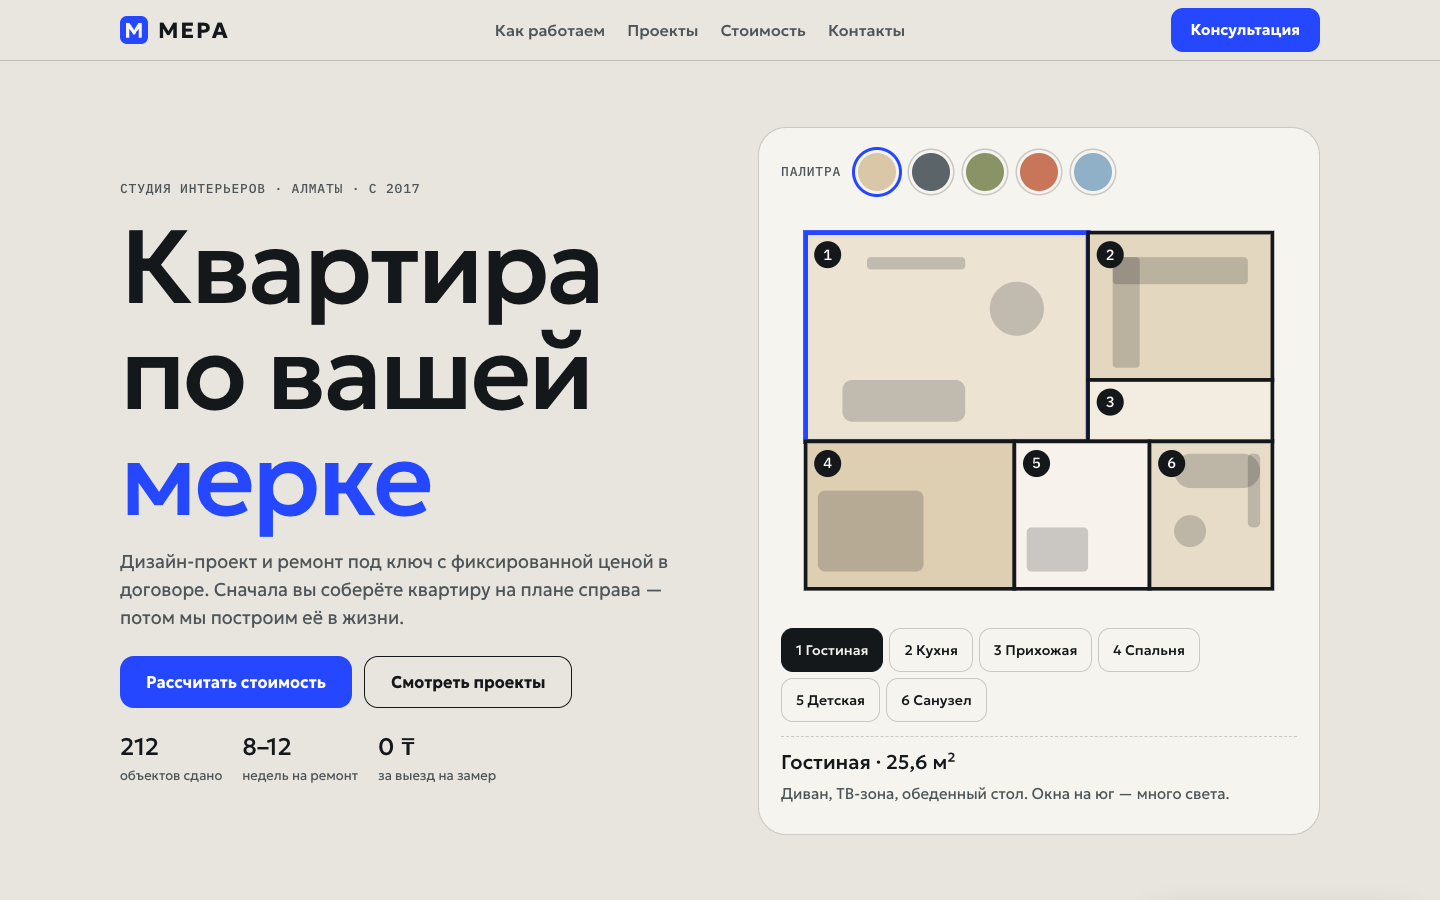 М МЕРА
Как работаем
Проекты
Стоимость
Контакты
Консультация
СТУДИЯ ИНТЕРЬЕРОВ · АЛМАТЫ · С 2017
Квартира
по вашей
мерке
Дизайн-проект и ремонт под ключ с фиксированной ценой в
договоре. Сначала вы соберёте квартиру на плане справа —
потом мы построим её в жизни.
Рассчитать стоимость
Смотреть проекты
212
объектов сдано
8–12
недель на ремонт
0 ₸
за выезд на замер
ПАЛИТРА
1
2
3
4
5
6
1 Гостиная
2 Кухня
3 Прихожая
4 Спальня
5 Детская
6 Санузел
Гостиная · 25,6 м²
Диван, ТВ-зона, обеденный стол. Окна на юг — много света.